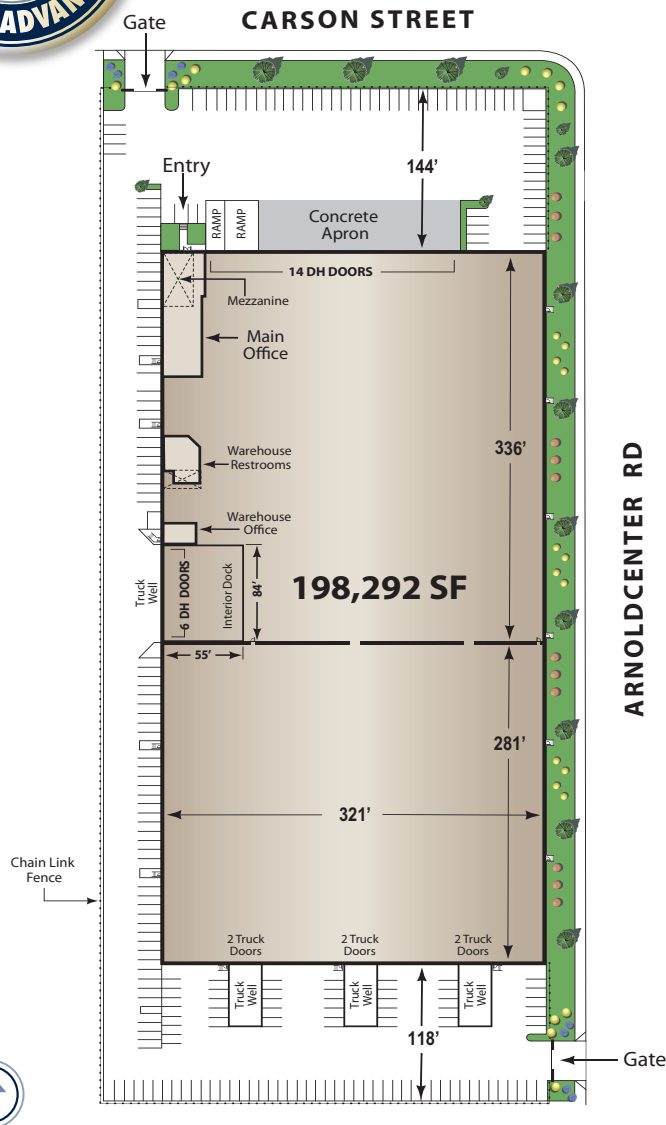 ADVAN
CARSON STREET
Gate
144'
Entry
RAMP
RAMP
Concrete
Apron
14 DH DOORS
Mezzanine
Main
Office
336'
Warehouse
Restrooms
Warehouse
Office
Truck
Well
6 DH DOORS
Interior Dock
84'
198,292 SF
55'
ARNOLDCENTER RD
281'
321'
Chain Link
Fence
2 Truck
Doors
2 Truck
Doors
2 Truck
Doors
Truck
Well
Truck
Well
Truck
Well
118'
Gate